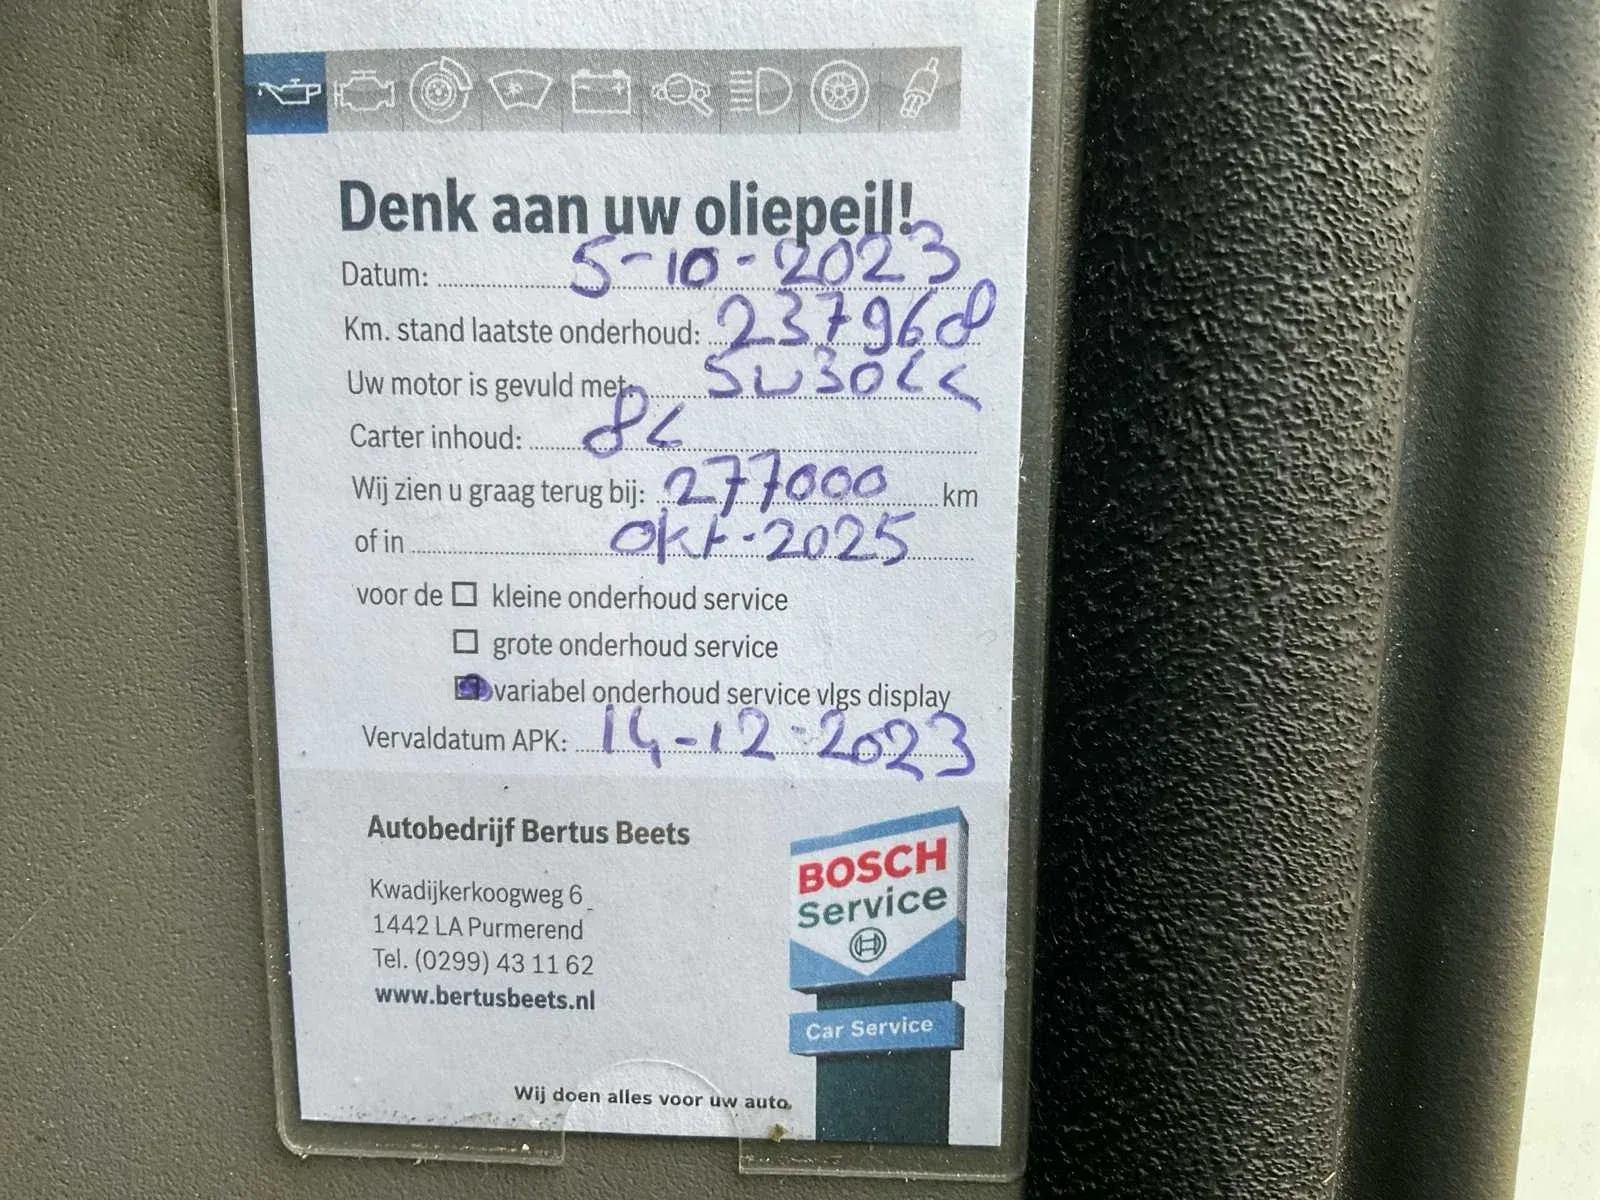 Denk aan uw oliepeil!
Datum: 5-10-2023
Km. stand laatste onderhoud: 237968
Uw motor is gevuld met: 5W30LL
Carter inhoud: 8L
Wij zien u graag terug bij: 277000 km
of in okt-2025
voor de kleine onderhoud service
grote onderhoud service
variabel onderhoud service vlgs display
Vervaldatum APK: 14-12-2023
Autobedrijf Bertus Beets
Kwadijkerkoogweg 6
1442 LA Purmerend
Tel. (0299) 43 11 62
www.bertusbeets.nl
BOSCH
Service
Car Service
Wij doen alles voor uw auto.